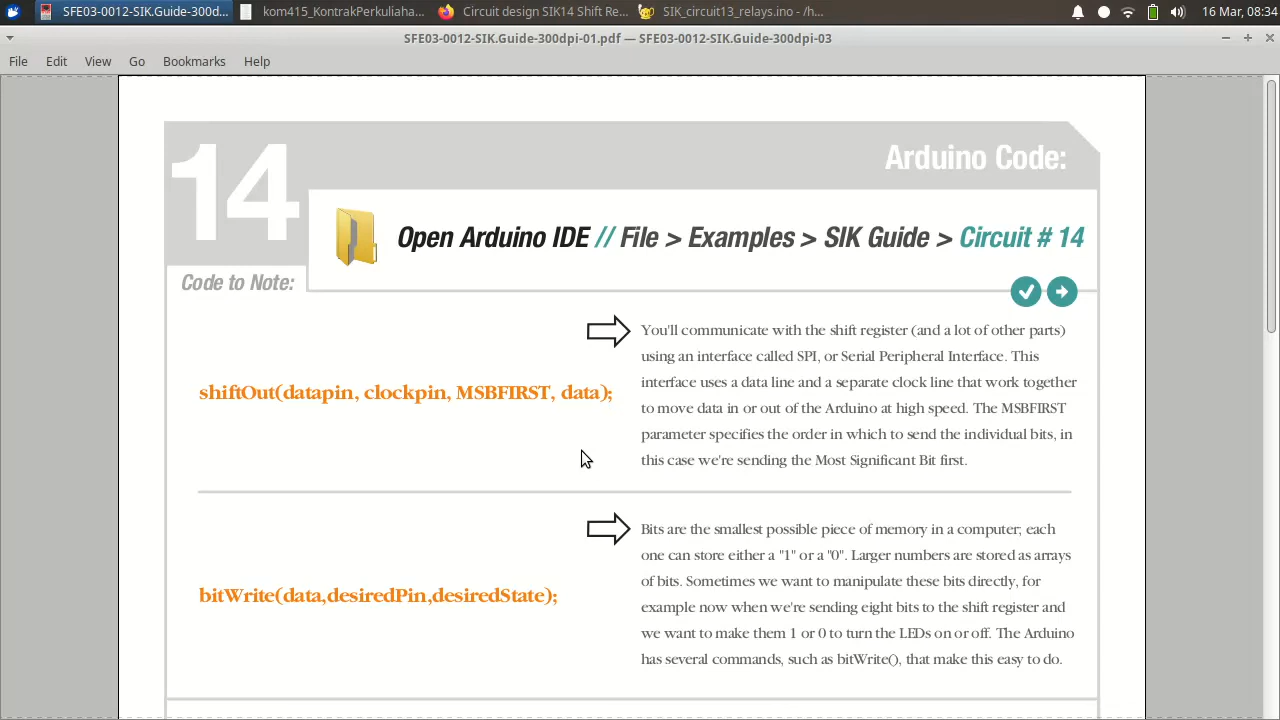 SFE03-0012-SIK.Guide-300d...
kom415_KontrakPerkuliaha...
Circuit design SIK14 Shift Re...
SIK_circuit13_relays.ino - /h...
16 Mar, 08:34
SFE03-0012-SIK.Guide-300dpi-01.pdf — SFE03-0012-SIK.Guide-300dpi-03
File Edit View Go Bookmarks Help
14
Arduino Code:
Open Arduino IDE // File > Examples > SIK Guide > Circuit # 14
Code to Note:
shiftOut(datapin, clockpin, MSBFIRST, data);
You'll communicate with the shift register (and a lot of other parts)
using an interface called SPI, or Serial Peripheral Interface. This
interface uses a data line and a separate clock line that work together
to move data in or out of the Arduino at high speed. The MSBFIRST
parameter specifies the order in which to send the individual bits, in
this case we're sending the Most Significant Bit first.
bitWrite(data,desiredPin,desiredState);
Bits are the smallest possible piece of memory in a computer; each
one can store either a "1" or a "0". Larger numbers are stored as arrays
of bits. Sometimes we want to manipulate these bits directly, for
example now when we're sending eight bits to the shift register and
we want to make them 1 or 0 to turn the LEDs on or off. The Arduino
has several commands, such as bitWrite(), that make this easy to do.